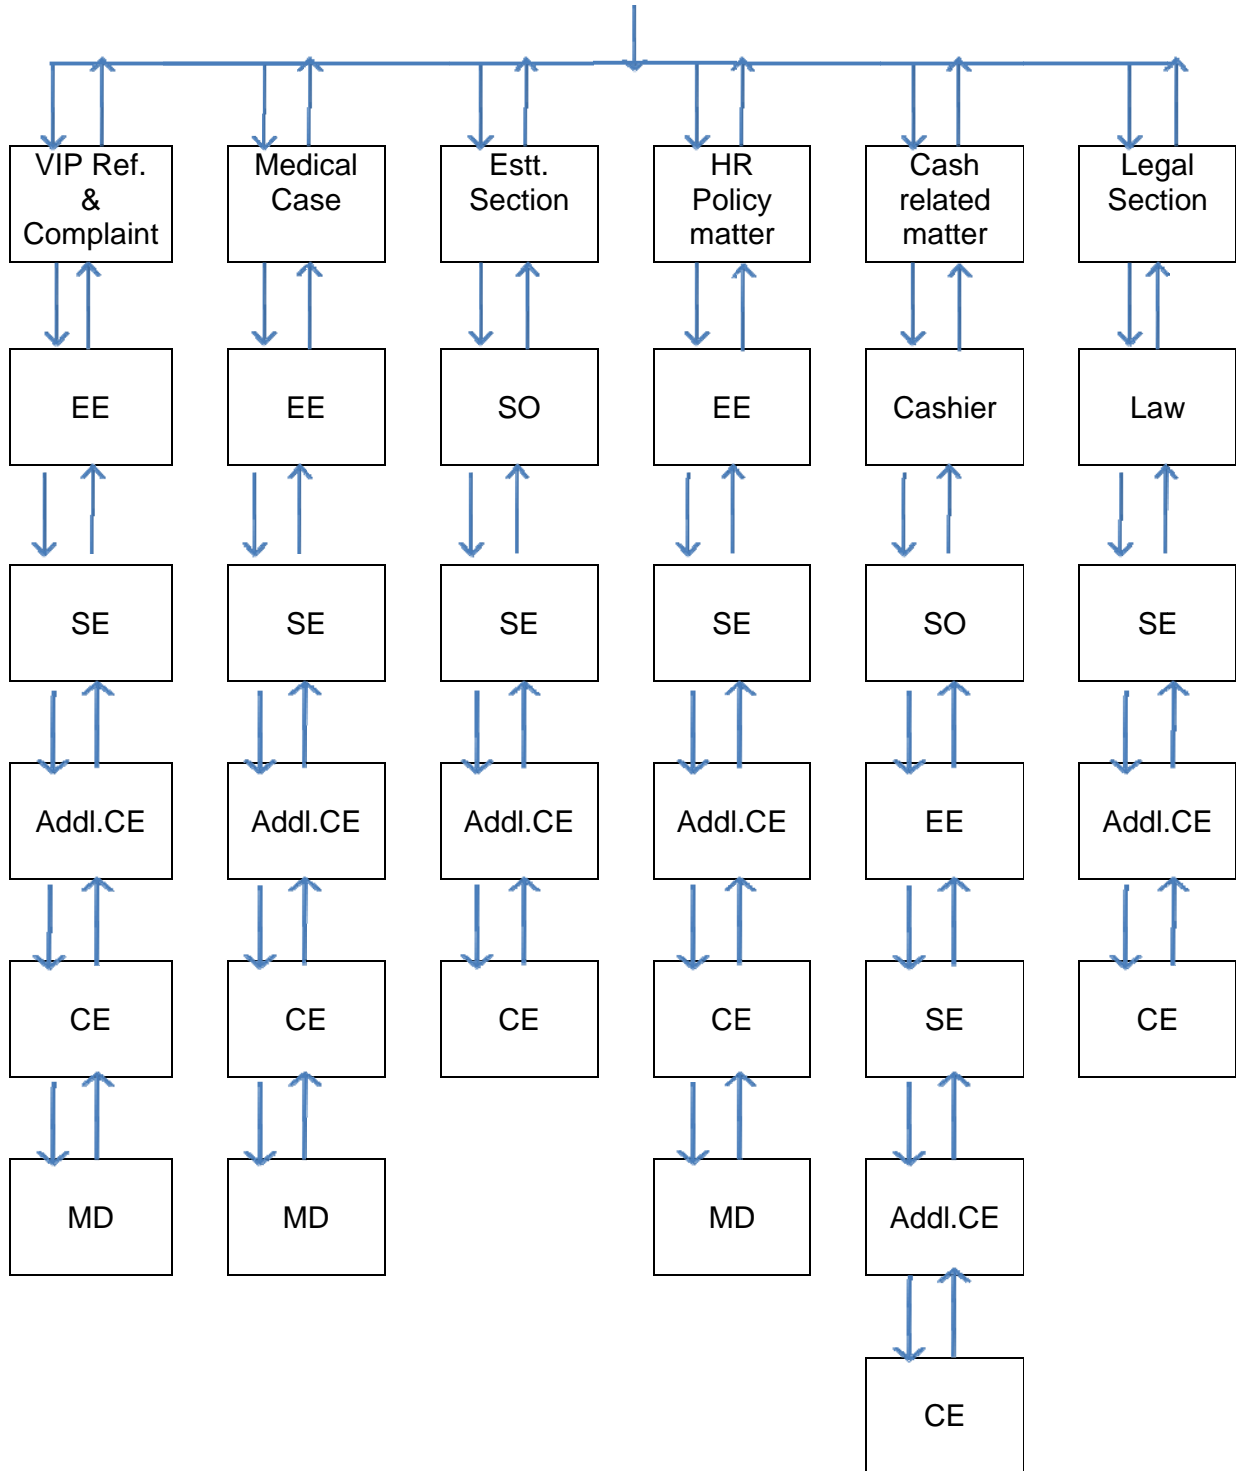 VIP Ref.
&
Complaint
Medical
Case
Estt.
Section
HR
Policy
matter
Cash
related
matter
Legal
Section
EE
EE
SO
EE
Cashier
Law
SE
SE
SE
SE
SO
SE
Addl.CE
Addl.CE
Addl.CE
Addl.CE
EE
Addl.CE
CE
CE
CE
CE
SE
CE
MD
MD
MD
Addl.CE
CE